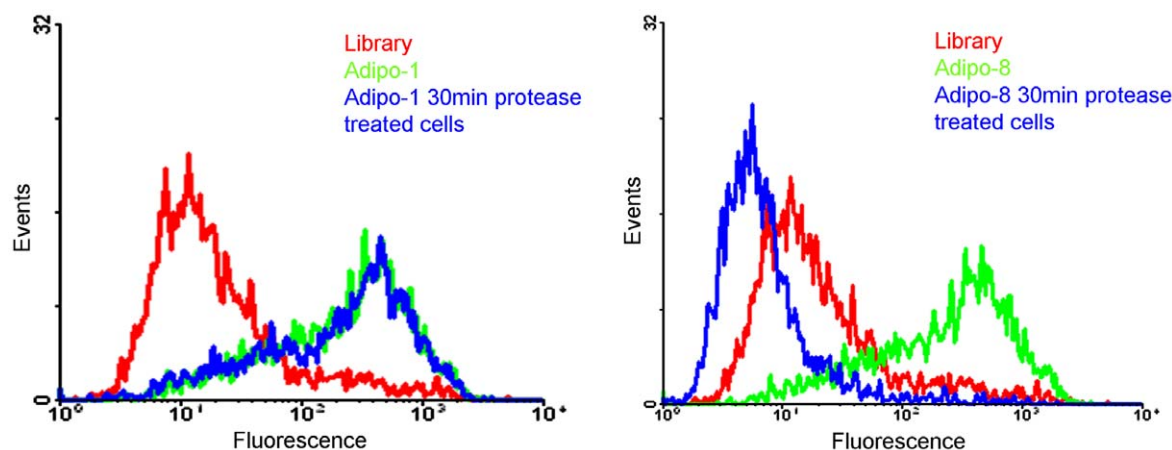 32
Library
Adipo-1
Adipo-1 30min protease
treated cells
Events
0
10⁰ 10¹ 10² 10³ 10⁴
Fluorescence
32
Library
Adipo-8
Adipo-8 30min protease
treated cells
Events
0
10⁰ 10¹ 10² 10³ 10⁴
Fluorescence